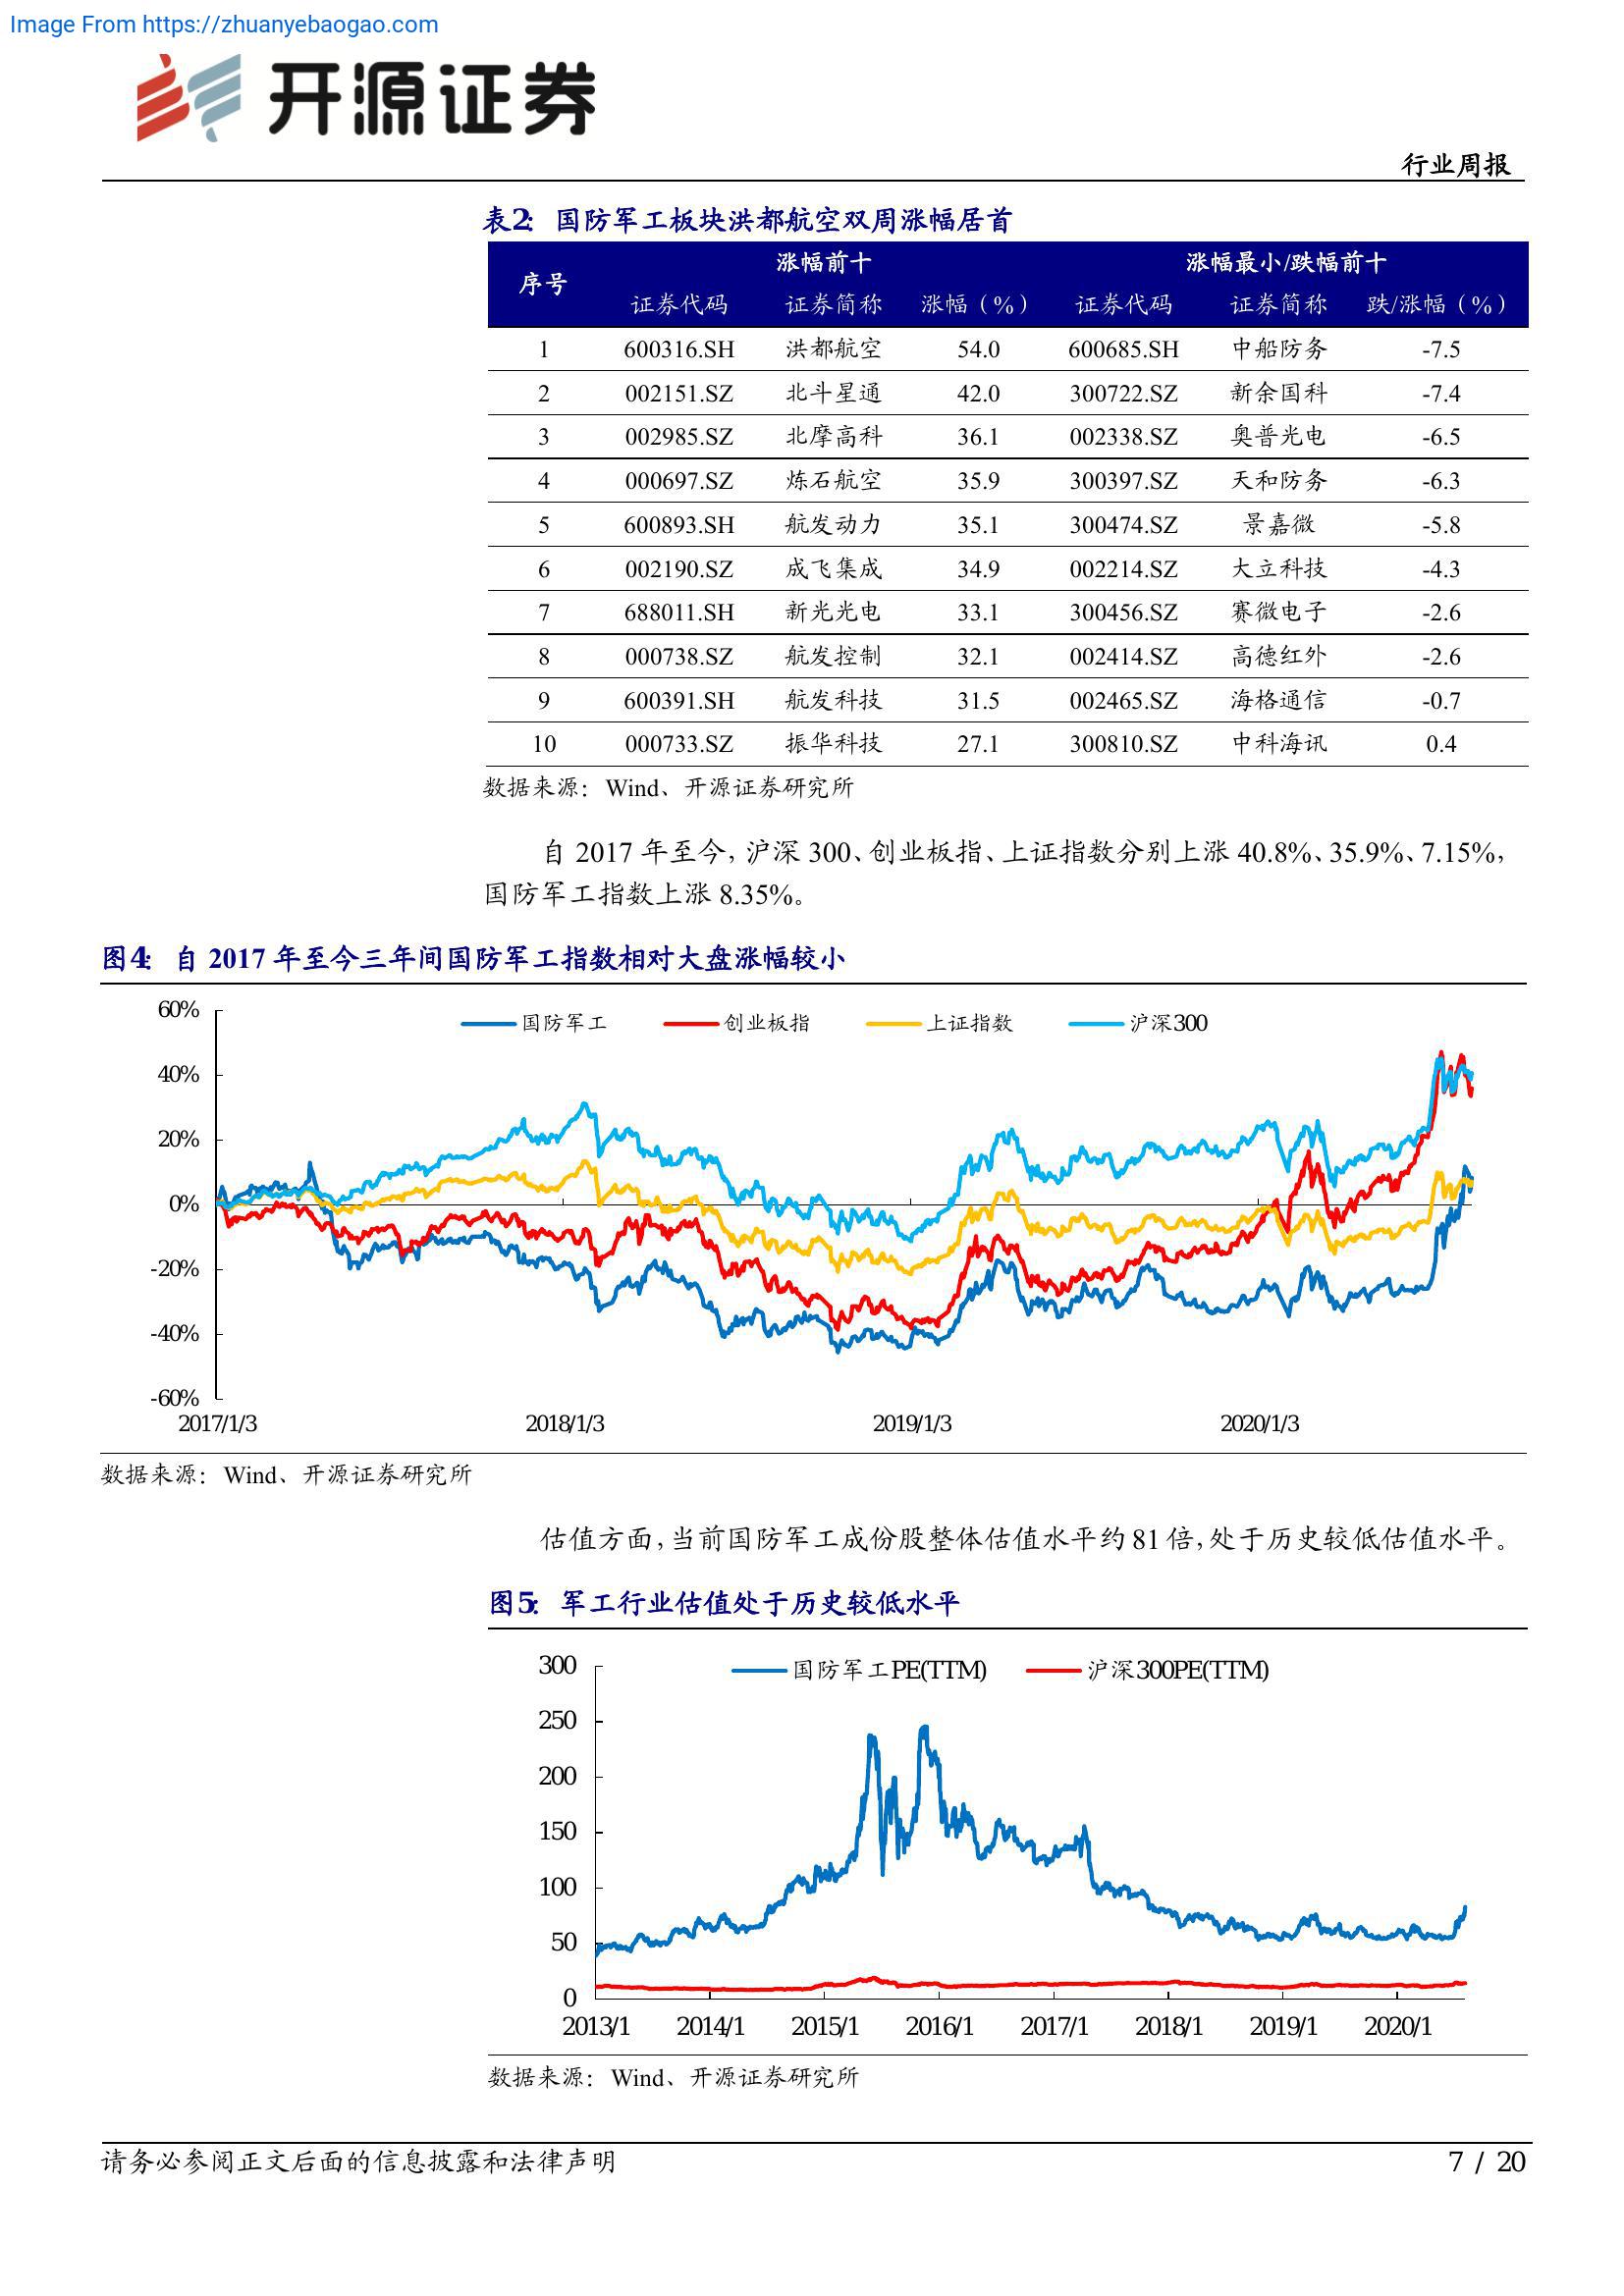 Image From https://zhuanyebaogao.com
开源证券
行业周报
表2： 国防军工板块洪都航空双周涨幅居首
序号 涨幅前十 涨幅最小/跌幅前十
证券代码 证券简称 涨幅（%） 证券代码 证券简称 跌/涨幅（%）
1 600316.SH 洪都航空 54.0 600685.SH 中船防务 -7.5
2 002151.SZ 北斗星通 42.0 300722.SZ 新余国科 -7.4
3 002985.SZ 北摩高科 36.1 002338.SZ 奥普光电 -6.5
4 000697.SZ 炼石航空 35.9 300397.SZ 天和防务 -6.3
5 600893.SH 航发动力 35.1 300474.SZ 景嘉微 -5.8
6 002190.SZ 成飞集成 34.9 002214.SZ 大立科技 -4.3
7 688011.SH 新光光电 33.1 300456.SZ 赛微电子 -2.6
8 000738.SZ 航发控制 32.1 002414.SZ 高德红外 -2.6
9 600391.SH 航发科技 31.5 002465.SZ 海格通信 -0.7
10 000733.SZ 振华科技 27.1 300810.SZ 中科海讯 0.4
数据来源：Wind、开源证券研究所
自 2017 年至今，沪深 300、创业板指、上证指数分别上涨 40.8%、35.9%、7.15%，
国防军工指数上涨 8.35%。
图4： 自 2017 年至今三年间国防军工指数相对大盘涨幅较小
国防军工 创业板指 上证指数 沪深300
60%
40%
20%
0%
-20%
-40%
-60%
2017/1/3 2018/1/3 2019/1/3 2020/1/3
数据来源：Wind、开源证券研究所
估值方面，当前国防军工成份股整体估值水平约 81 倍，处于历史较低估值水平。
图5： 军工行业估值处于历史较低水平
国防军工PE(TTM) 沪深300PE(TTM)
300
250
200
150
100
50
0
2013/1 2014/1 2015/1 2016/1 2017/1 2018/1 2019/1 2020/1
数据来源：Wind、开源证券研究所
请务必参阅正文后面的信息披露和法律声明 7 / 20